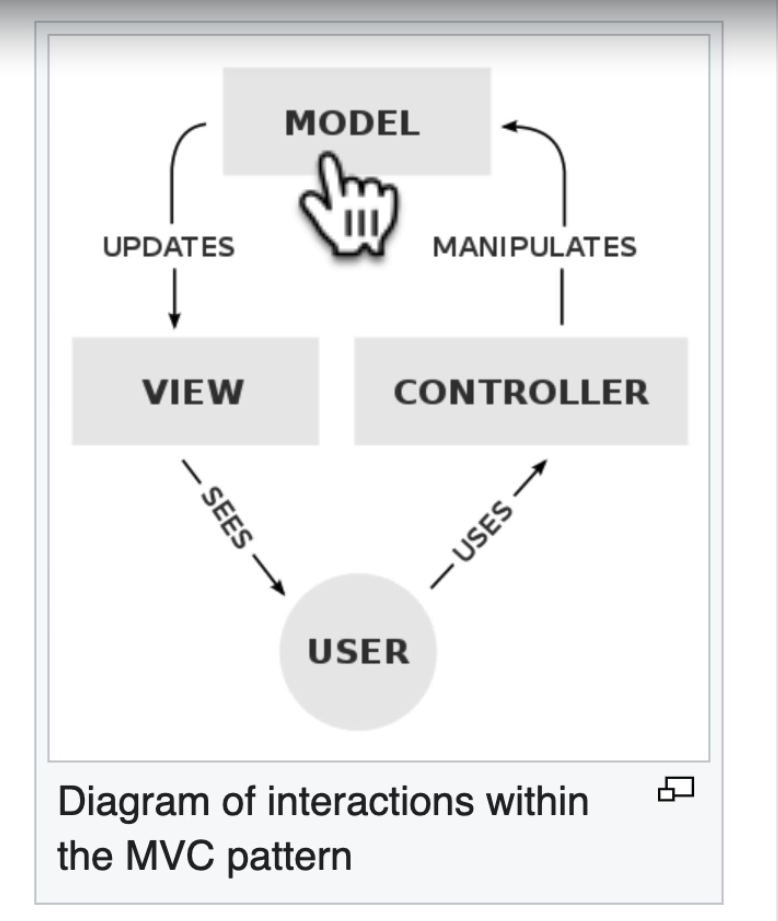 MODEL
UPDATES
MANIPULATES
VIEW
CONTROLLER
SEES
USES
USER
Diagram of interactions within
the MVC pattern